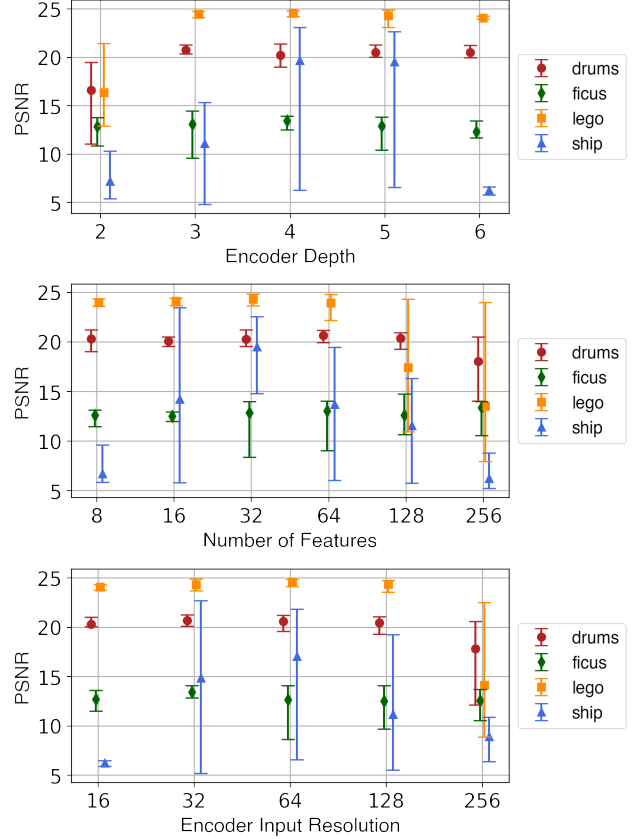 25
20
15
10
5
PSNR
2 3 4 5 6
Encoder Depth
drums
ficus
lego
ship
25
20
15
10
5
PSNR
8 16 32 64 128 256
Number of Features
drums
ficus
lego
ship
25
20
15
10
5
PSNR
16 32 64 128 256
Encoder Input Resolution
drums
ficus
lego
ship